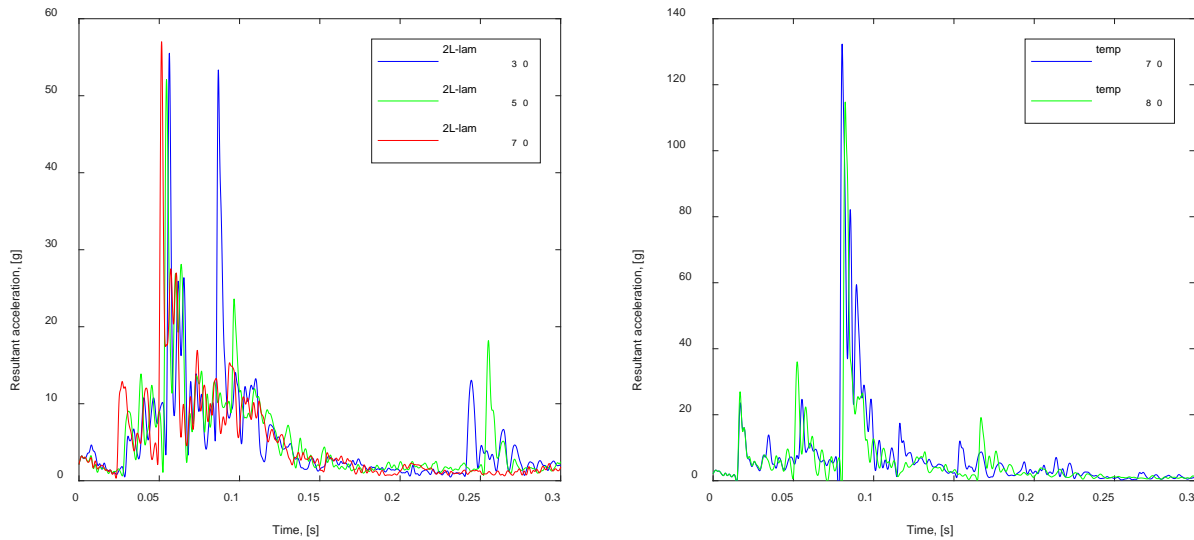 60
50
40
30
20
10
0
Resultant acceleration, [g]
0 0.05 0.1 0.15 0.2 0.25 0.3
Time, [s]
2L-lam
3 0
2L-lam
5 0
2L-lam
7 0
140
120
100
80
60
40
20
0
Resultant acceleration, [g]
0 0.05 0.1 0.15 0.2 0.25 0.3
Time, [s]
temp
7 0
temp
8 0